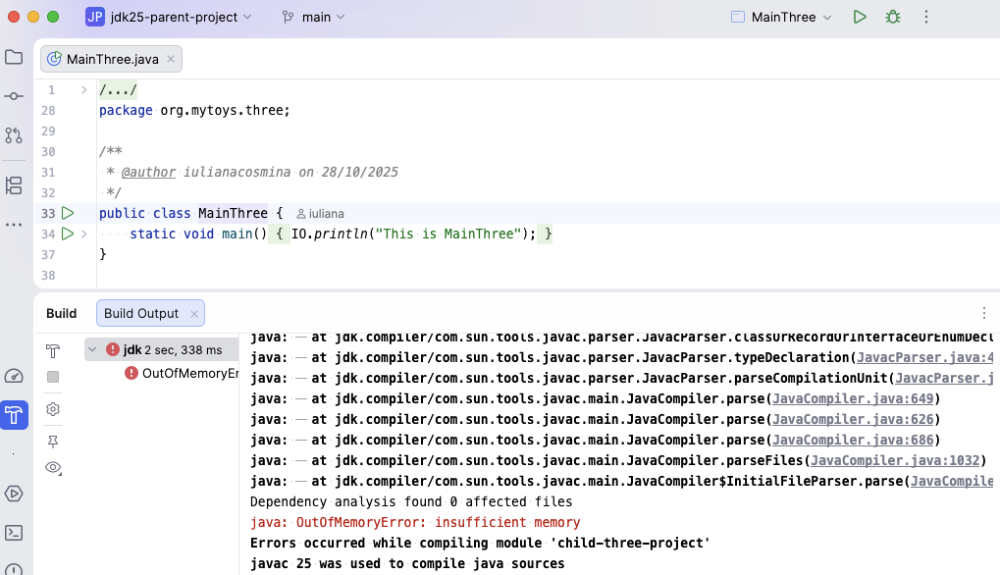 JP jdk25-parent-project main MainThree
MainThree.java
1 /.../
28 package org.mytoys.three;
29
30 /**
31 * @author iulianacosmina on 28/10/2025
32 */
33 public class MainThree { iuliana
34 static void main() { IO.println("This is MainThree"); }
37 }
38
Build Build Output
jdk 2 sec, 338 ms
OutOfMemoryEr
java: at jdk.compiler/com.sun.tools.javac.parser.JavacParser.classOrRecordOrInterfaceOrEnumDecl
java: at jdk.compiler/com.sun.tools.javac.parser.JavacParser.typeDeclaration(JavacParser.java:4
java: at jdk.compiler/com.sun.tools.javac.parser.JavacParser.parseCompilationUnit(JavacParser.j
java: at jdk.compiler/com.sun.tools.javac.main.JavaCompiler.parse(JavaCompiler.java:649)
java: at jdk.compiler/com.sun.tools.javac.main.JavaCompiler.parse(JavaCompiler.java:626)
java: at jdk.compiler/com.sun.tools.javac.main.JavaCompiler.parse(JavaCompiler.java:686)
java: at jdk.compiler/com.sun.tools.javac.main.JavaCompiler.parseFiles(JavaCompiler.java:1032)
java: at jdk.compiler/com.sun.tools.javac.main.JavaCompiler$InitialFileParser.parse(JavaCompile
Dependency analysis found 0 affected files
java: OutOfMemoryError: insufficient memory
Errors occurred while compiling module 'child-three-project'
javac 25 was used to compile java sources